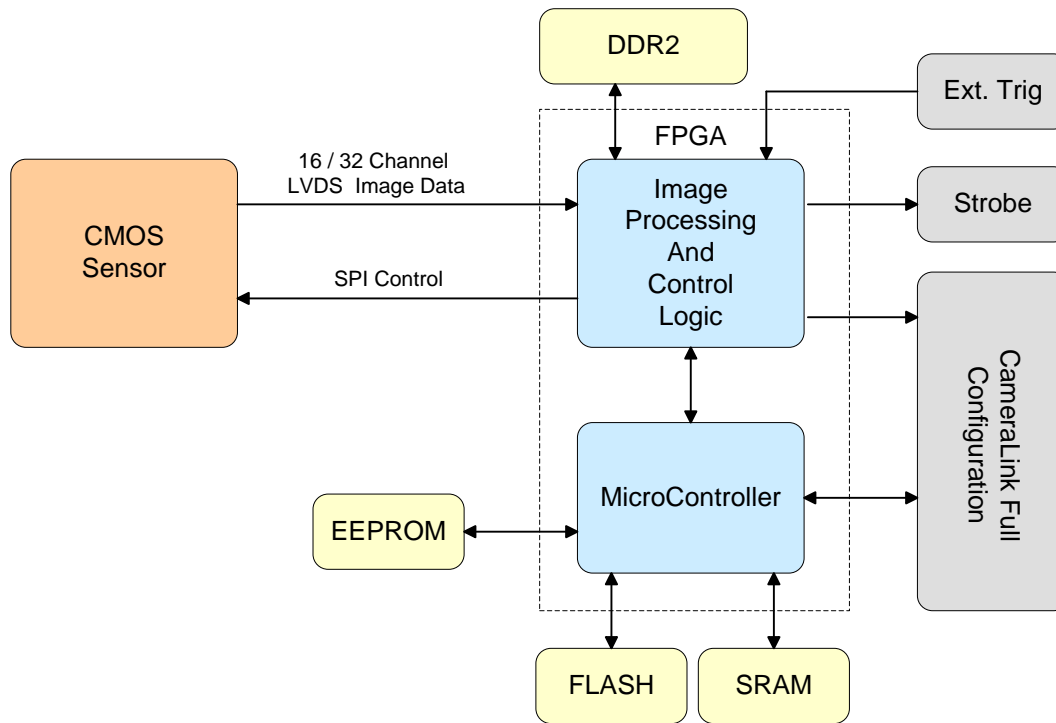 DDR2
Ext. Trig
FPGA
16 / 32 Channel
LVDS  Image Data
Image
Processing
And
Control
Logic
Strobe
CMOS
Sensor
SPI Control
CameraLink Full
Configuration
MicroController
EEPROM
FLASH
SRAM